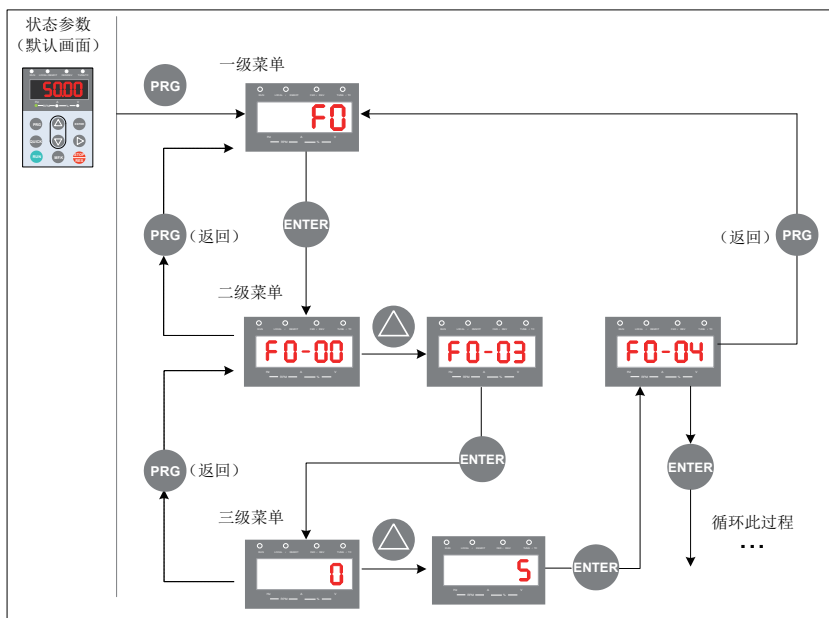 状态参数
（默认画面）
50.00
PRG
RUN
一级菜单
F0
PRG
（返回）
ENTER
（返回）
PRG
二级菜单
F0-00
F0-03
F0-04
PRG
（返回）
ENTER
ENTER
三级菜单
循环此过程
...
0
5
ENTER